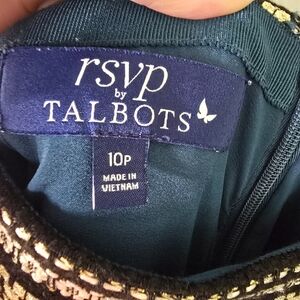 rsvp
by
TALBOTS
10P
MADE IN
VIETNAM